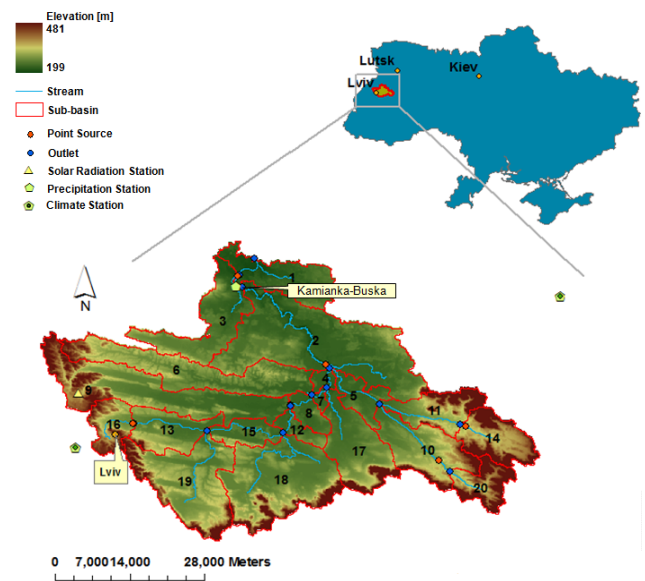 Elevation [m]
481
199
Stream
Sub-basin
Point Source
Outlet
Solar Radiation Station
Precipitation Station
Climate Station
Lutsk
Kiev
Lviv
N
1
Kamianka-Buska
3
2
6
4
9
5
7
8
11
16
13
15
12
14
10
17
Lviv
19
18
20
0 7,00014,000 28,000 Meters